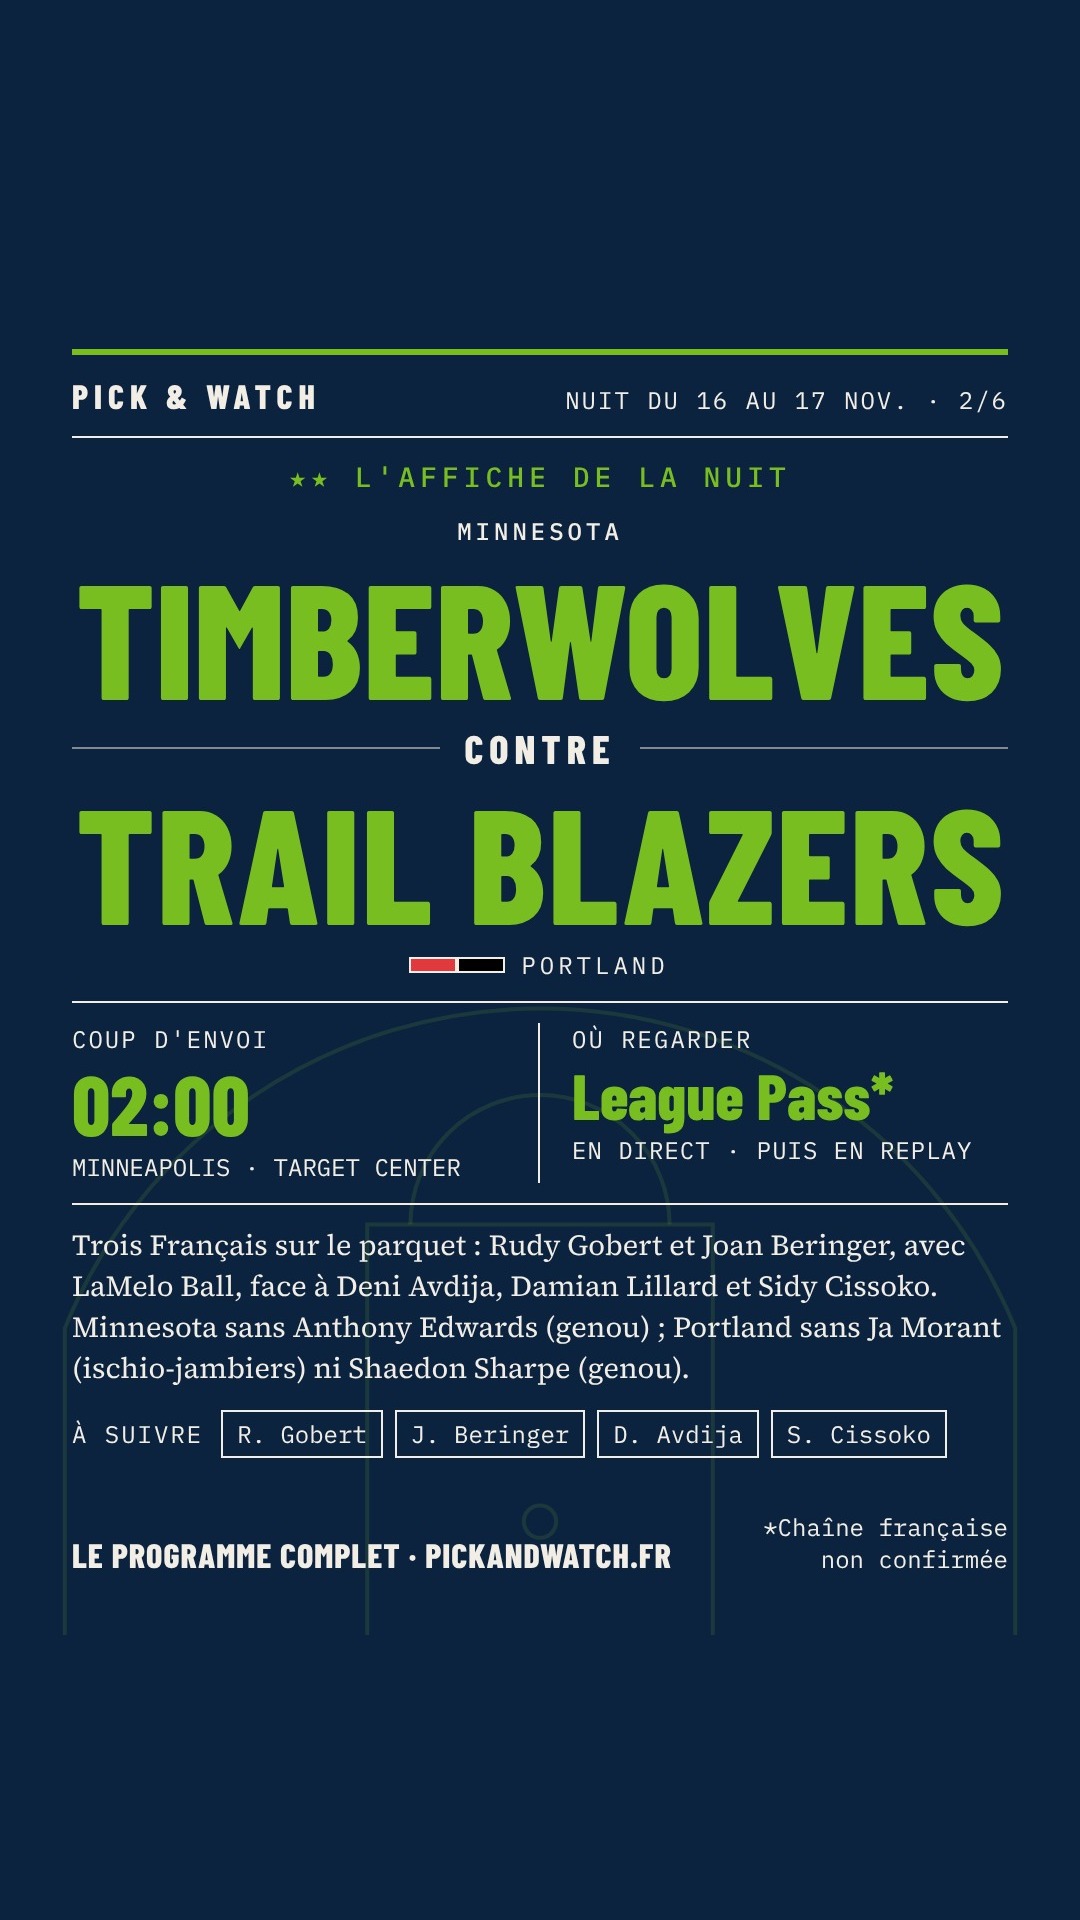 PICK & WATCH
NUIT DU 16 AU 17 NOV. · 2/6
★★ L'AFFICHE DE LA NUIT
MINNESOTA
TIMBERWOLVES
CONTRE
TRAIL BLAZERS
PORTLAND
COUP D'ENVOI
02:00
MINNEAPOLIS · TARGET CENTER
OÙ REGARDER
League Pass*
EN DIRECT · PUIS EN REPLAY
Trois Français sur le parquet : Rudy Gobert et Joan Beringer, avec
LaMelo Ball, face à Deni Avdija, Damian Lillard et Sidy Cissoko.
Minnesota sans Anthony Edwards (genou) ; Portland sans Ja Morant
(ischio-jambiers) ni Shaedon Sharpe (genou).
À SUIVRE R. Gobert J. Beringer D. Avdija S. Cissoko
LE PROGRAMME COMPLET · PICKANDWATCH.FR
*Chaîne française
non confirmée